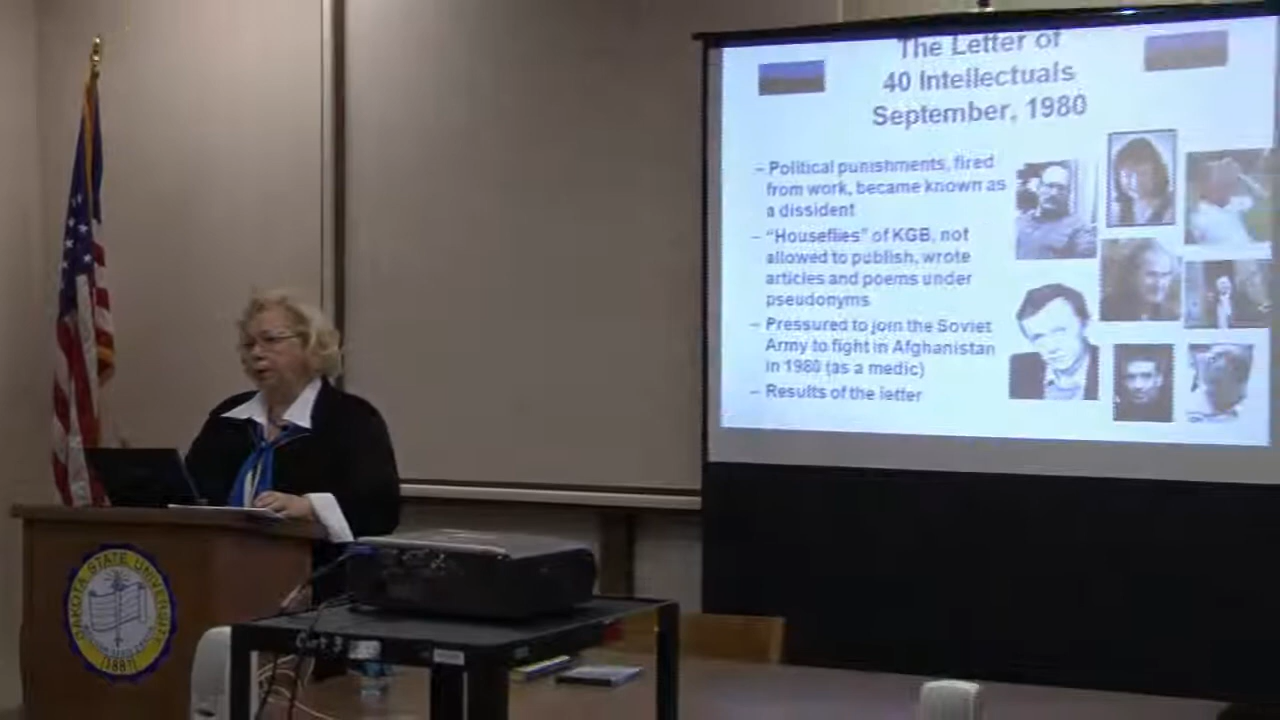 The Letter of
40 Intellectuals
September, 1980
– Political punishments, fired
from work, became known as
a dissident
– "Houseflies" of KGB, not
allowed to publish, wrote
articles and poems under
pseudonyms
– Pressured to join the Soviet
Army to fight in Afghanistan
in 1980 (as a medic)
– Results of the letter
DAKOTA STATE UNIVERSITY
1881
Cart 3